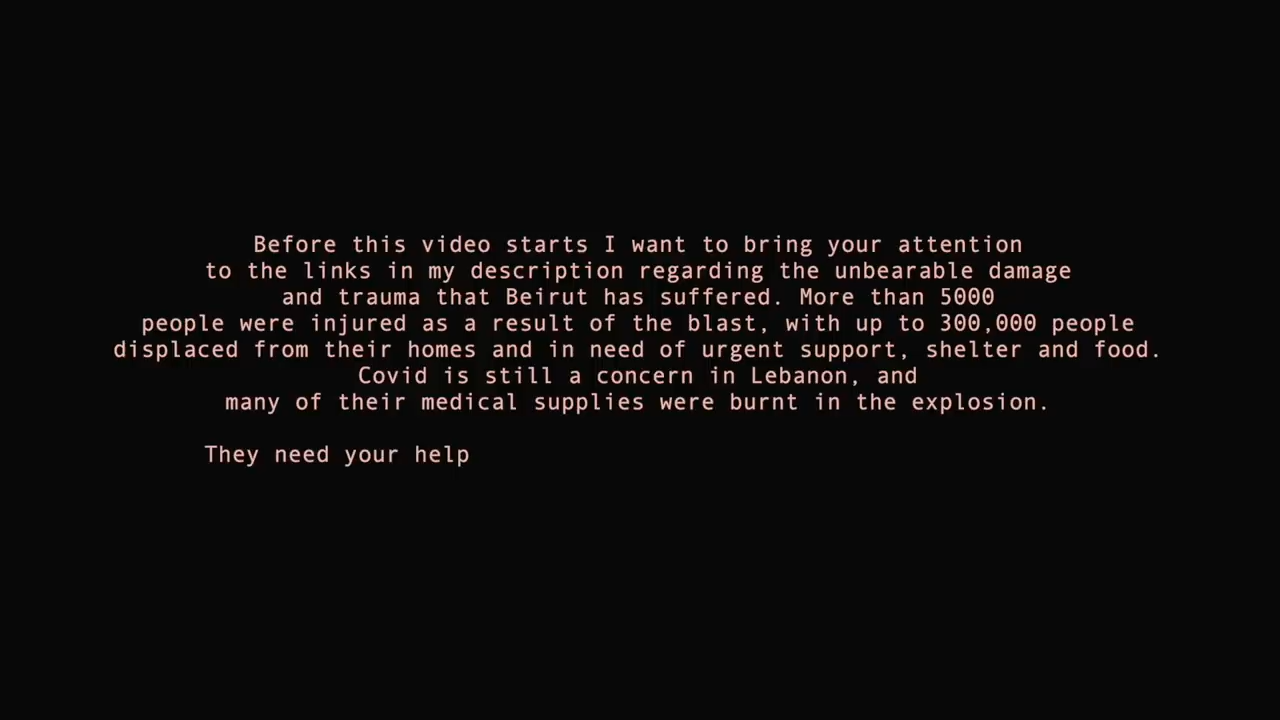 Before this video starts I want to bring your attention
to the links in my description regarding the unbearable damage
and trauma that Beirut has suffered. More than 5000
people were injured as a result of the blast, with up to 300,000 people
displaced from their homes and in need of urgent support, shelter and food.
Covid is still a concern in Lebanon, and
many of their medical supplies were burnt in the explosion.
They need your help